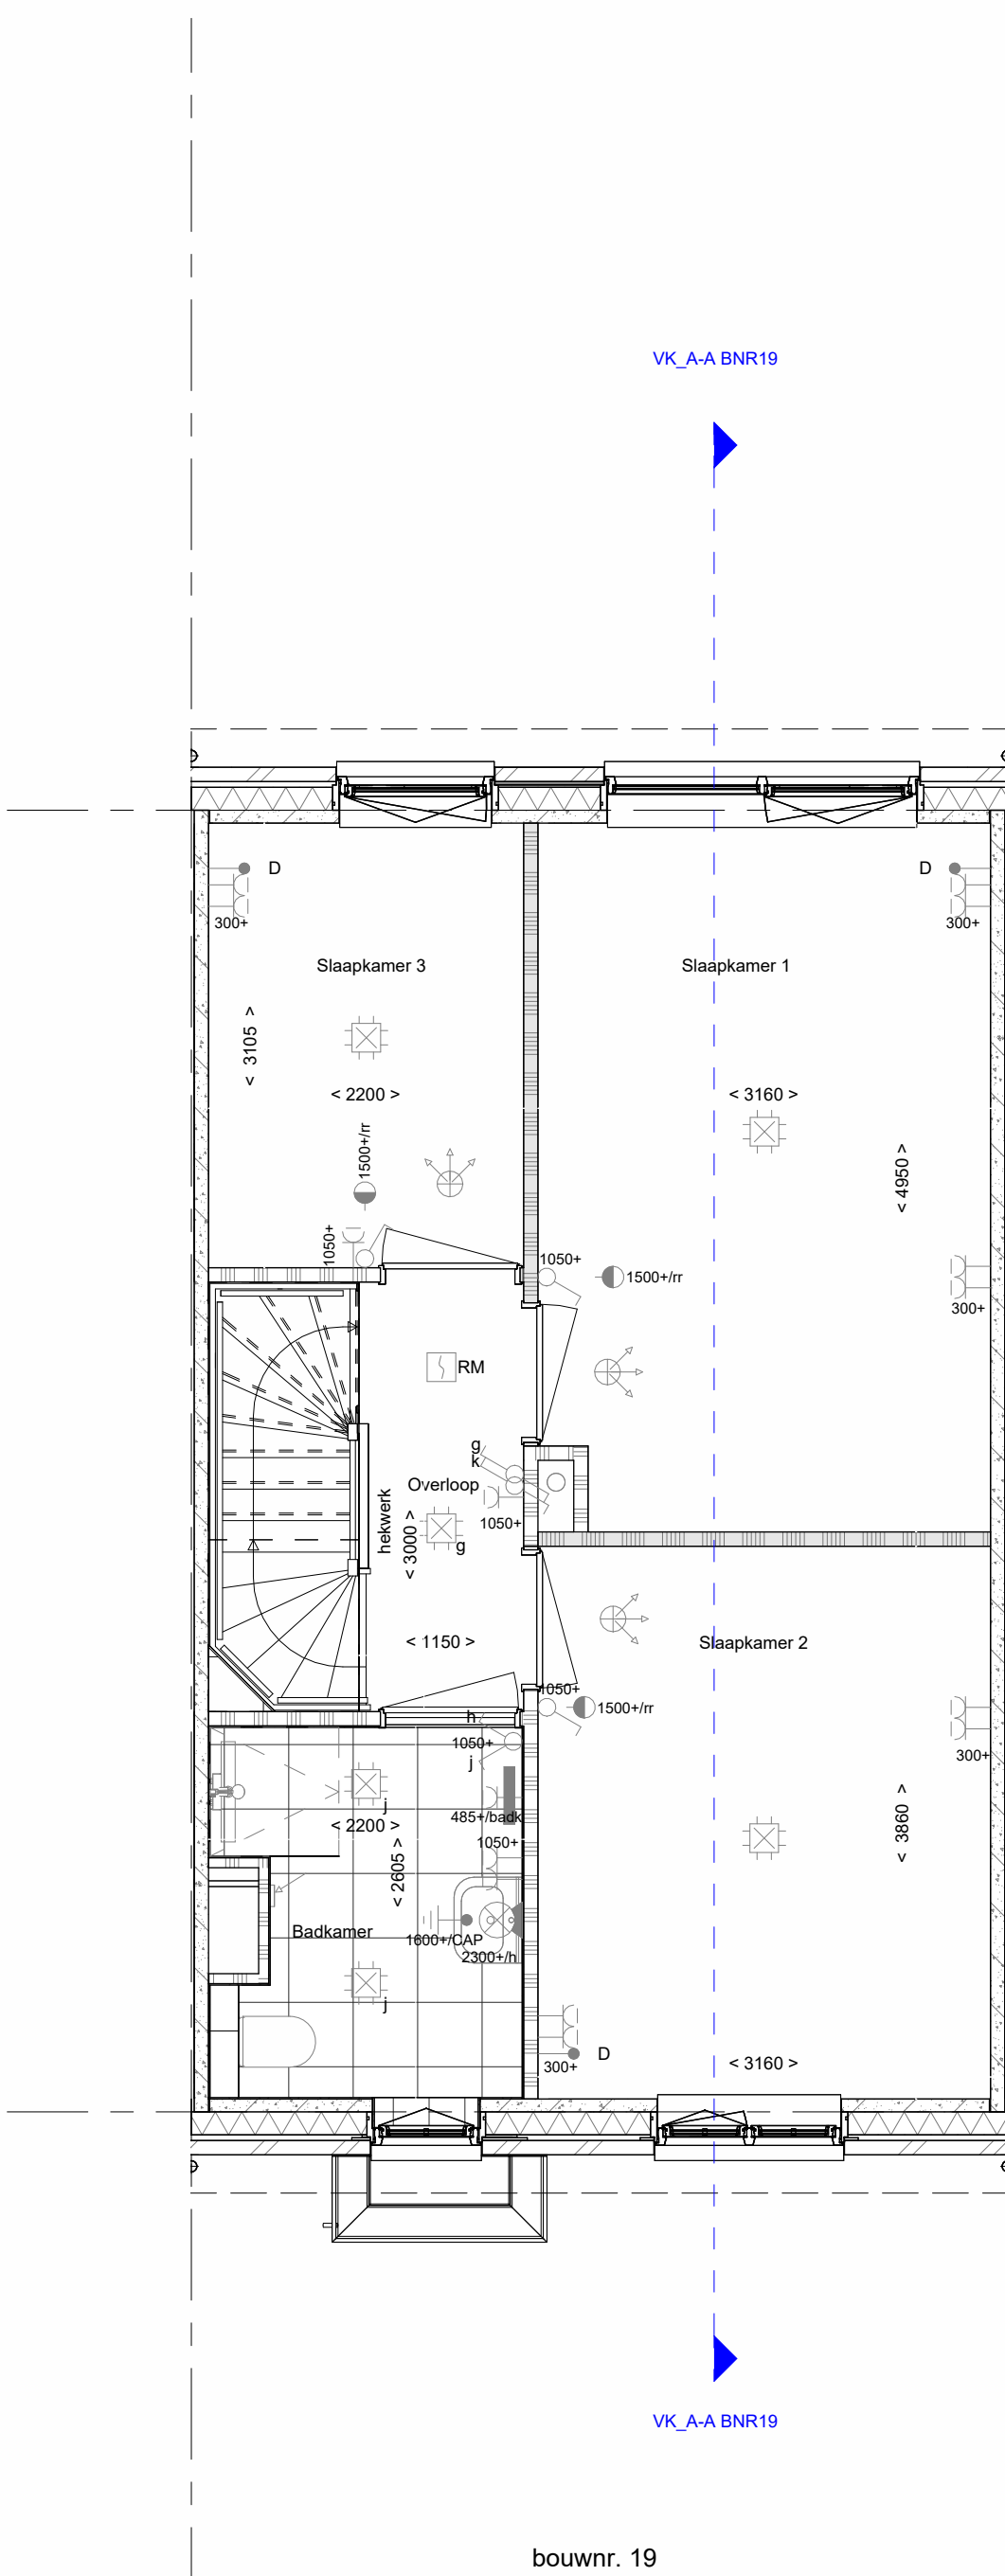 VK_A-A BNR19
D
D
300+
300+
Slaapkamer 3
Slaapkamer 1
< 3105 >
< 2200 >
< 3160 >
1500+/rr
< 4950 >
1050+
1050+
1500+/rr
300+
RM
g
k
Overloop
hekwerk
< 3000 >
1050+
g
< 1150 >
Slaapkamer 2
1050+
1500+/rr
h
1050+
j
300+
j
485+/badk
< 2200 >
1050+
< 2605 >
< 3860 >
Badkamer
1600+/CAP
2300+/h
j
D
300+
< 3160 >
VK_A-A BNR19
bouwnr. 19